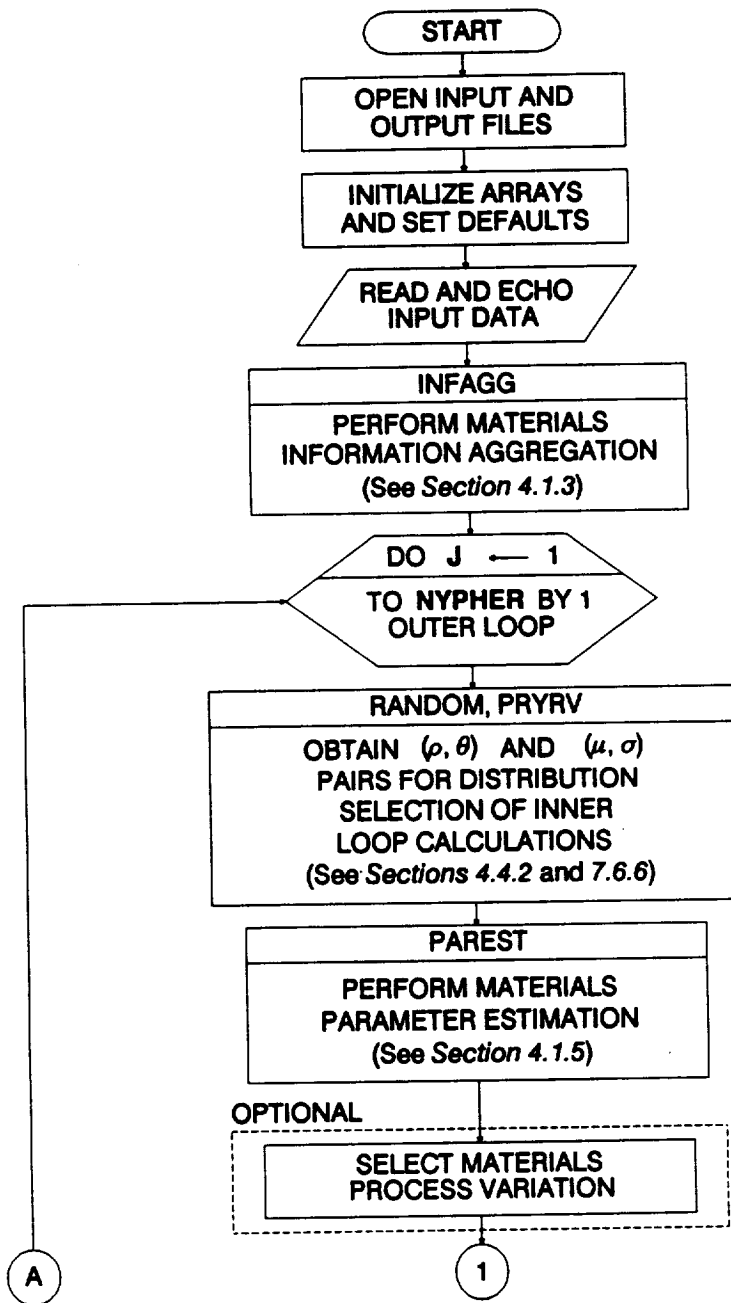 START
OPEN INPUT AND
OUTPUT FILES
INITIALIZE ARRAYS
AND SET DEFAULTS
READ AND ECHO
INPUT DATA
INFAGG
PERFORM MATERIALS
INFORMATION AGGREGATION
(See Section 4.1.3)
DO J ← 1
TO NYPHER BY 1
OUTER LOOP
RANDOM, PRYRV
OBTAIN (ρ, θ) AND (μ, σ)
PAIRS FOR DISTRIBUTION
SELECTION OF INNER
LOOP CALCULATIONS
(See Sections 4.4.2 and 7.6.6)
PAREST
PERFORM MATERIALS
PARAMETER ESTIMATION
(See Section 4.1.5)
OPTIONAL
SELECT MATERIALS
PROCESS VARIATION
A
1